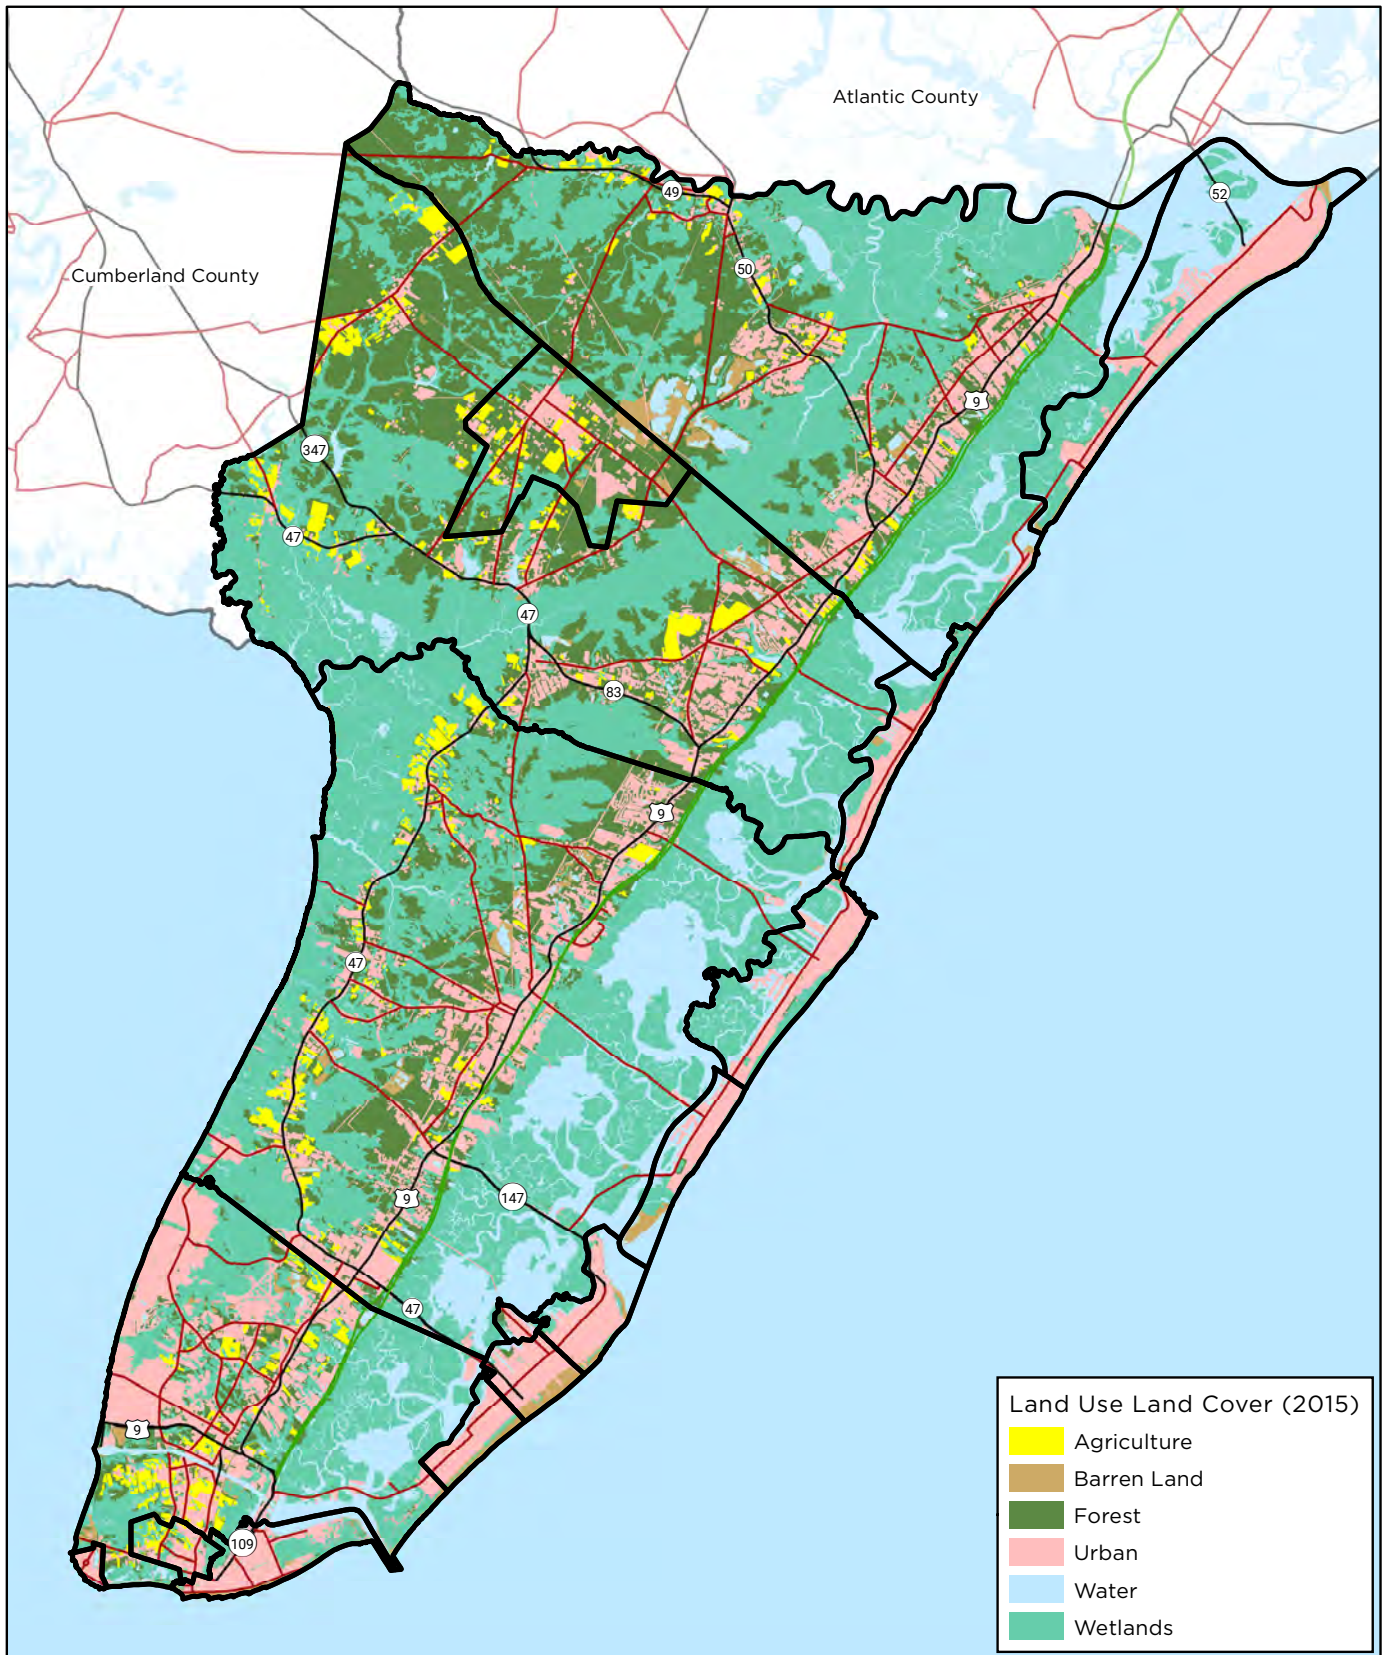 Atlantic County
52
49
Cumberland County
50
9
347
47
47
83
9
47
147
9
47
9
109
Land Use Land Cover (2015)
Agriculture
Barren Land
Forest
Urban
Water
Wetlands